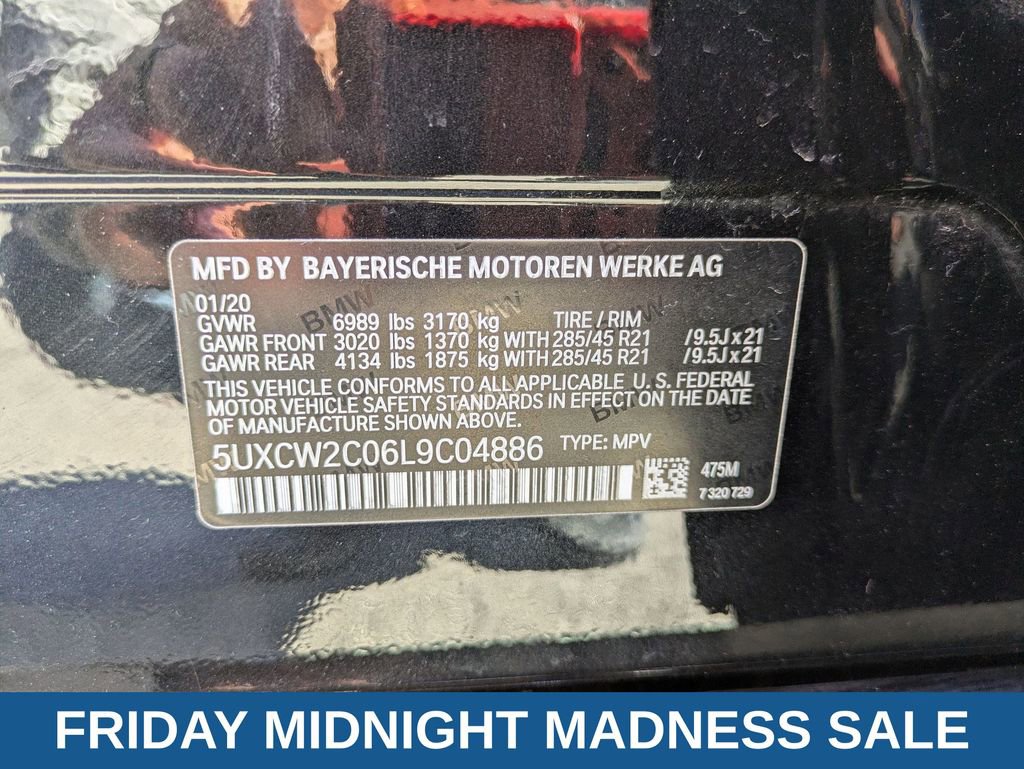 MFD BY BAYERISCHE MOTOREN WERKE AG
01/20
GVWR 6989 lbs 3170 kg TIRE / RIM
GAWR FRONT 3020 lbs 1370 kg WITH 285/45 R21 /9.5J x 21
GAWR REAR 4134 lbs 1875 kg WITH 285/45 R21 /9.5J x 21
THIS VEHICLE CONFORMS TO ALL APPLICABLE U. S. FEDERAL
MOTOR VEHICLE SAFETY STANDARDS IN EFFECT ON THE DATE
OF MANUFACTURE SHOWN ABOVE.
5UXCW2C06L9C04886 TYPE: MPV
475M
7 320 729
FRIDAY MIDNIGHT MADNESS SALE